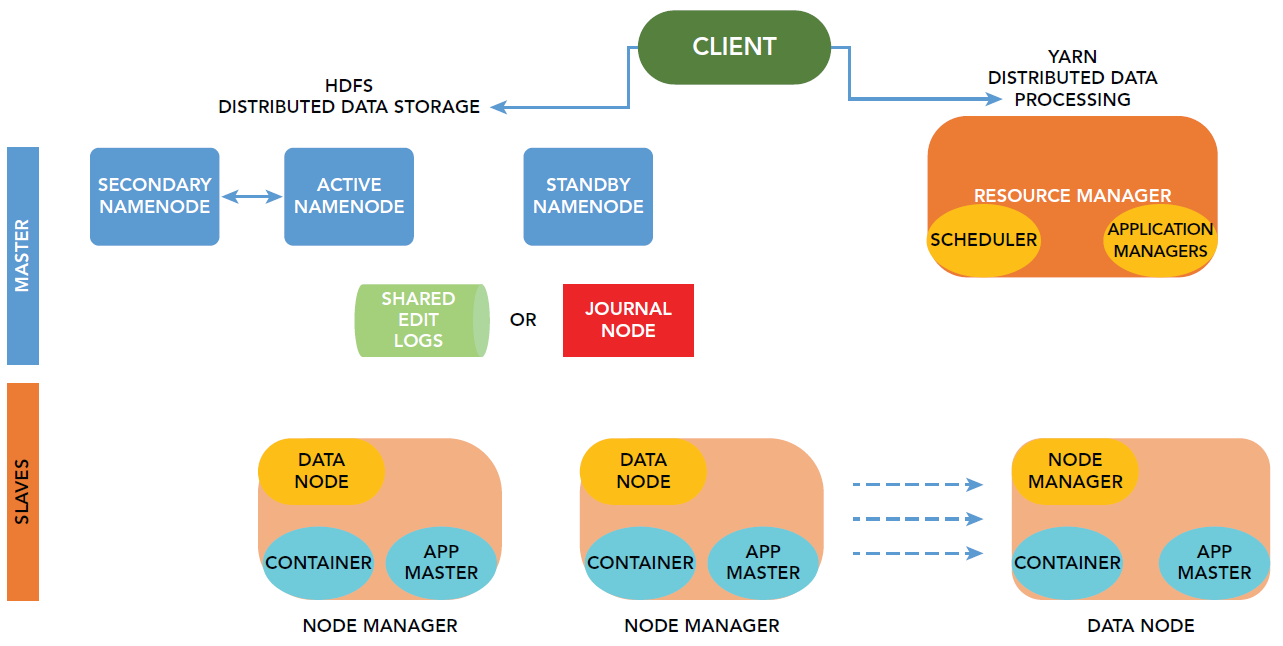 CLIENT
HDFS
DISTRIBUTED DATA STORAGE
YARN
DISTRIBUTED DATA
PROCESSING
MASTER
SECONDARY
NAMENODE
ACTIVE
NAMENODE
STANDBY
NAMENODE
RESOURCE MANAGER
SCHEDULER
APPLICATION
MANAGERS
SHARED
EDIT
LOGS
OR
JOURNAL
NODE
SLAVES
DATA
NODE
CONTAINER
APP
MASTER
NODE MANAGER
DATA
NODE
CONTAINER
APP
MASTER
NODE MANAGER
NODE
MANAGER
CONTAINER
APP
MASTER
DATA NODE